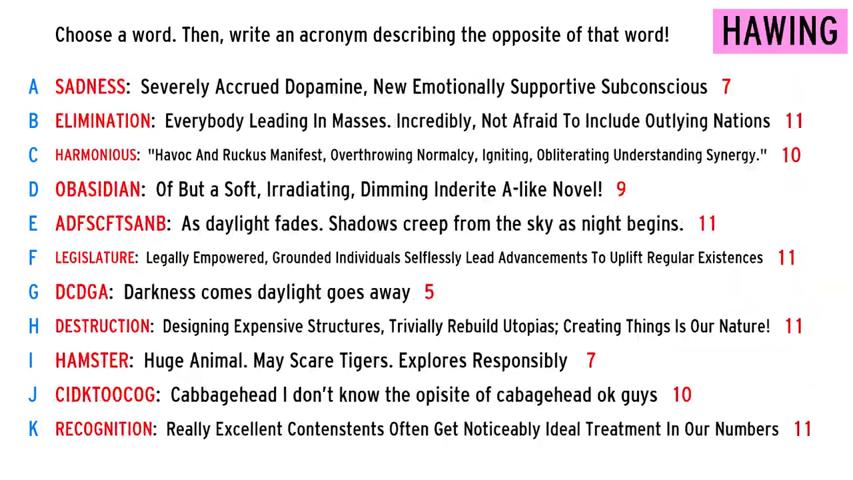 Choose a word. Then, write an acronym describing the opposite of that word!
HAWING
A SADNESS: Severely Accrued Dopamine, New Emotionally Supportive Subconscious 7
B ELIMINATION: Everybody Leading In Masses. Incredibly, Not Afraid To Include Outlying Nations 11
C HARMONIOUS: "Havoc And Ruckus Manifest, Overthrowing Normalcy, Igniting, Obliterating Understanding Synergy." 10
D OBASIDIAN: Of But a Soft, Irradiating, Dimming Inderite A-like Novel! 9
E ADFSCFTSANB: As daylight fades. Shadows creep from the sky as night begins. 11
F LEGISLATURE: Legally Empowered, Grounded Individuals Selflessly Lead Advancements To Uplift Regular Existences 11
G DCDGA: Darkness comes daylight goes away 5
H DESTRUCTION: Designing Expensive Structures, Trivially Rebuild Utopias; Creating Things Is Our Nature! 11
I HAMSTER: Huge Animal. May Scare Tigers. Explores Responsibly 7
J CIDKTOOCOG: Cabbagehead I don't know the opisite of cabagehead ok guys 10
K RECOGNITION: Really Excellent Contenstents Often Get Noticeably Ideal Treatment In Our Numbers 11